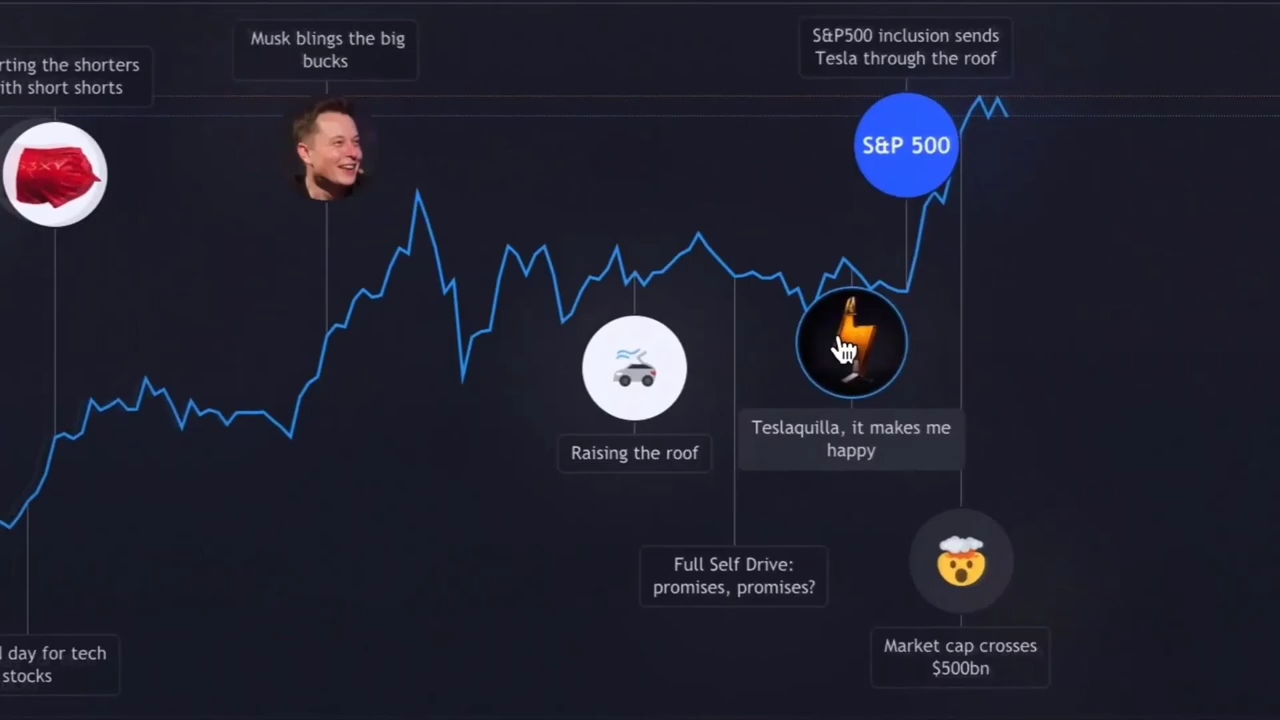 Musk blings the big
bucks
S&P500 inclusion sends
Tesla through the roof
rting the shorters
ith short shorts
S3XY
S&P 500
Raising the roof
Teslaquilla, it makes me
happy
Full Self Drive:
promises, promises?
day for tech
stocks
Market cap crosses
$500bn